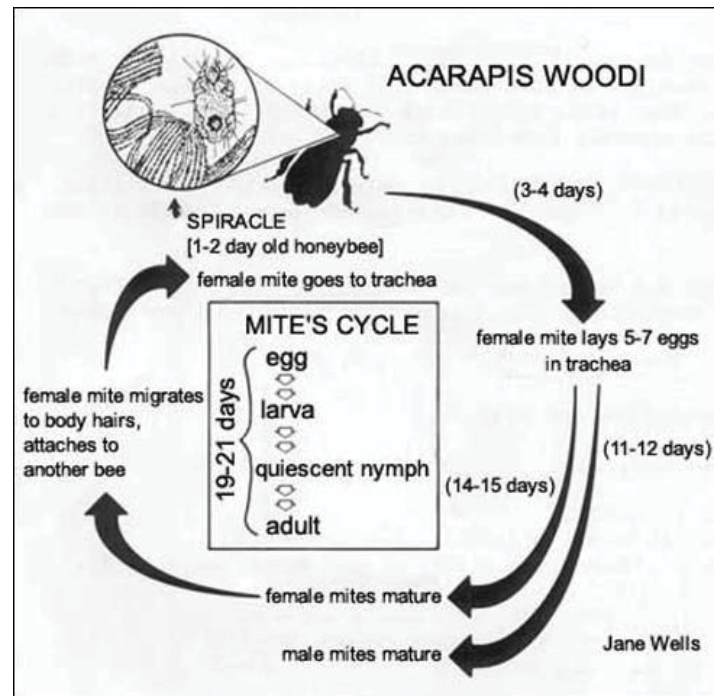 ACARAPIS WOODI
(3-4 days)
SPIRACLE
[1-2 day old honeybee]
female mite goes to trachea
MITE'S CYCLE
egg
larva
quiescent nymph
adult
19-21 days
female mite lays 5-7 eggs
in trachea
(11-12 days)
(14-15 days)
female mite migrates
to body hairs,
attaches to
another bee
female mites mature
male mites mature
Jane Wells